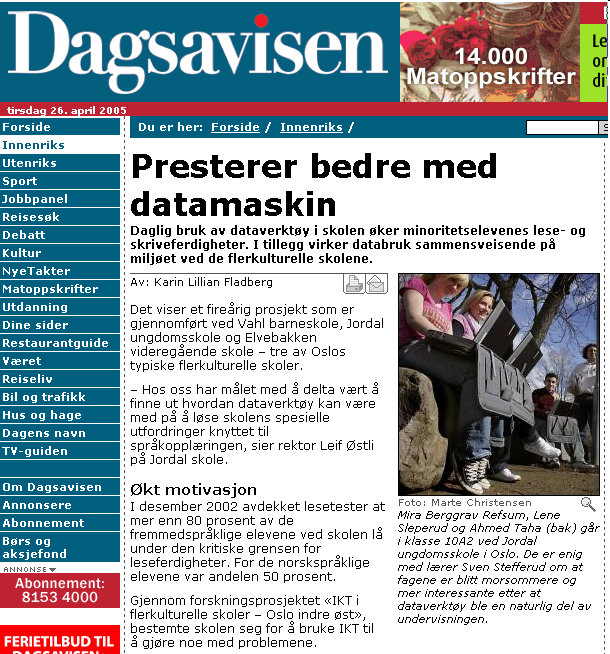 Dagsavisen
14.000
Matoppskrifter
tirsdag 26. april 2005
Forside
Innenriks
Utenriks
Sport
Jobbpanel
Reisesøk
Debatt
Kultur
NyeTakter
Matoppskrifter
Utdanning
Dine sider
Restaurantguide
Været
Reiseliv
Bil og trafikk
Hus og hage
Dagens navn
TV-guiden
Om Dagsavisen
Annonsere
Abonnement
Børs og
aksjefond
ANNONSE
Abonnement:
8153 4000
FERIETILBUD TIL
Du er her: Forside / Innenriks /
Presterer bedre med
datamaskin
Daglig bruk av dataverktøy i skolen øker minoritetselevenes lese- og
skriveferdigheter. I tillegg virker databruk sammensveisende på
miljøet ved de flerkulturelle skolene.
Av: Karin Lillian Fladberg
Det viser et fireårig prosjekt som er
gjennomført ved Vahl barneskole, Jordal
ungdomsskole og Elvebakken
videregående skole – tre av Oslos
typiske flerkulturelle skoler.
– Hos oss har målet med å delta vært å
finne ut hvordan dataverktøy kan være
med på å løse skolens spesielle
utfordringer knyttet til
språkopplæringen, sier rektor Leif Østli
på Jordal skole.
Økt motivasjon
I desember 2002 avdekket lesetester at
mer enn 80 prosent av de
fremmedspråklige elevene ved skolen lå
under den kritiske grensen for
leseferdigheter. For de norskspråklige
elevene var andelen 50 prosent.
Gjennom forskningsprosjektet «IKT i
flerkulturelle skoler – Oslo indre øst»,
bestemte skolen seg for å bruke IKT til
å gjøre noe med problemene.
Foto: Marte Christensen
Mira Berggrav Refsum, Lene
Sleperud og Ahmed Taha (bak) går
i klasse 10A2 ved Jordal
ungdomsskole i Oslo. De er enig
med lærer Sven Stefferud om at
fagene er blitt morsommere og
mer interessante etter at
dataverktøy ble en naturlig del av
undervisningen.